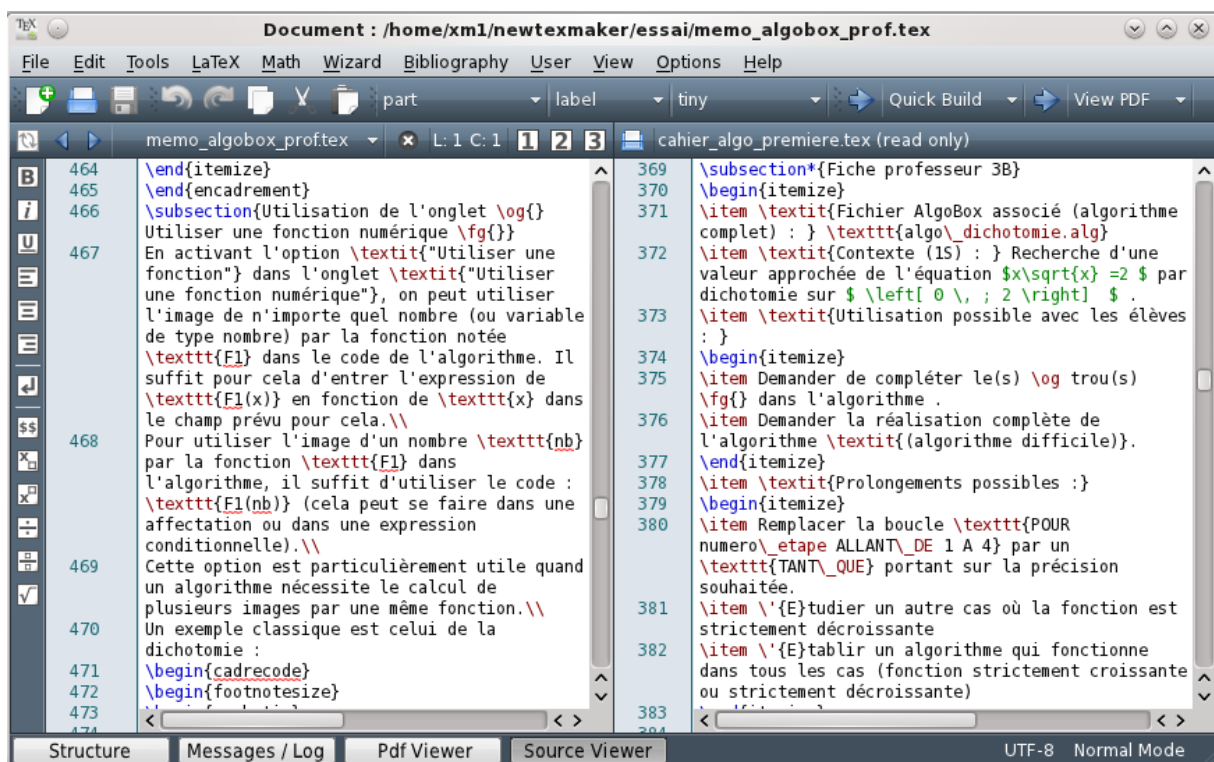 TEX
Document : /home/xm1/newtexmaker/essai/memo_algobox_prof.tex
File Edit Tools LaTeX Math Wizard Bibliography User View Options Help
part label tiny Quick Build View PDF
memo_algobox_prof.tex L: 1 C: 1 1 2 3 cahier_algo_premiere.tex (read only)
B
i
U
$$
464 \end{itemize}
465 \end{encadrement}
466 \subsection{Utilisation de l'onglet \og{}
Utiliser une fonction numérique \fg{}}
467 En activant l'option \textit{"Utiliser une
fonction"} dans l'onglet \textit{"Utiliser
une fonction numérique"}, on peut utiliser
l'image de n'importe quel nombre (ou variable
de type nombre) par la fonction notée
\texttt{F1} dans le code de l'algorithme. Il
suffit pour cela d'entrer l'expression de
\texttt{F1(x)} en fonction de \texttt{x} dans
le champ prévu pour cela.\\
468 Pour utiliser l'image d'un nombre \texttt{nb}
par la fonction \texttt{F1} dans
l'algorithme, il suffit d'utiliser le code :
\texttt{F1(nb)} (cela peut se faire dans une
affectation ou dans une expression
conditionnelle).\\
469 Cette option est particulièrement utile quand
un algorithme nécessite le calcul de
plusieurs images par une même fonction.\\
470 Un exemple classique est celui de la
dichotomie :
471 \begin{cadrecode}
472 \begin{footnotesize}
473
369 \subsection*{Fiche professeur 3B}
370 \begin{itemize}
371 \item \textit{Fichier AlgoBox associé (algorithme
complet) : } \texttt{algo\_dichotomie.alg}
372 \item \textit{Contexte (1S) : } Recherche d'une
valeur approchée de l'équation $x\sqrt{x} =2 $ par
dichotomie sur $ \left[ 0 \, ; 2 \right]  $ .
373 \item \textit{Utilisation possible avec les élèves
: }
374 \begin{itemize}
375 \item Demander de compléter le(s) \og trou(s)
\fg{} dans l'algorithme .
376 \item Demander la réalisation complète de
l'algorithme \textit{(algorithme difficile)}.
377 \end{itemize}
378 \item \textit{Prolongements possibles :}
379 \begin{itemize}
380 \item Remplacer la boucle \texttt{POUR
numero\_etape ALLANT\_DE 1 A 4} par un
\texttt{TANT\_QUE} portant sur la précision
souhaitée.
381 \item \'{E}tudier un autre cas où la fonction est
strictement décroissante
382 \item \'{E}tablir un algorithme qui fonctionne
dans tous les cas (fonction strictement croissante
ou strictement décroissante)
383
Structure Messages / Log Pdf Viewer Source Viewer UTF-8 Normal Mode